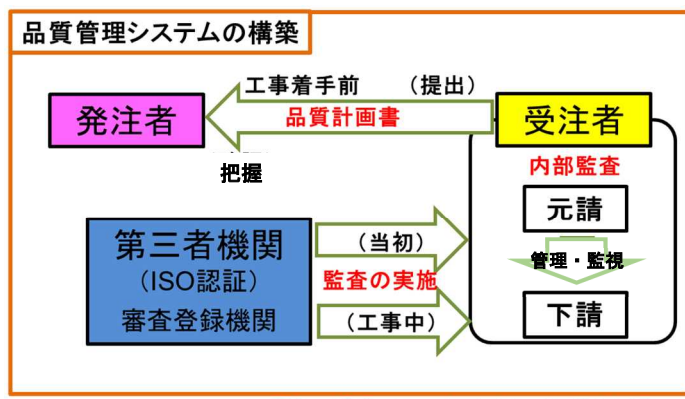 品質管理システムの構築
工事着手前 （提出）
発注者
品質計画書
受注者
把握
内部監査
元請
第三者機関
（ISO認証）
審査登録機関
（当初）
監査の実施
（工事中）
管理・監視
下請